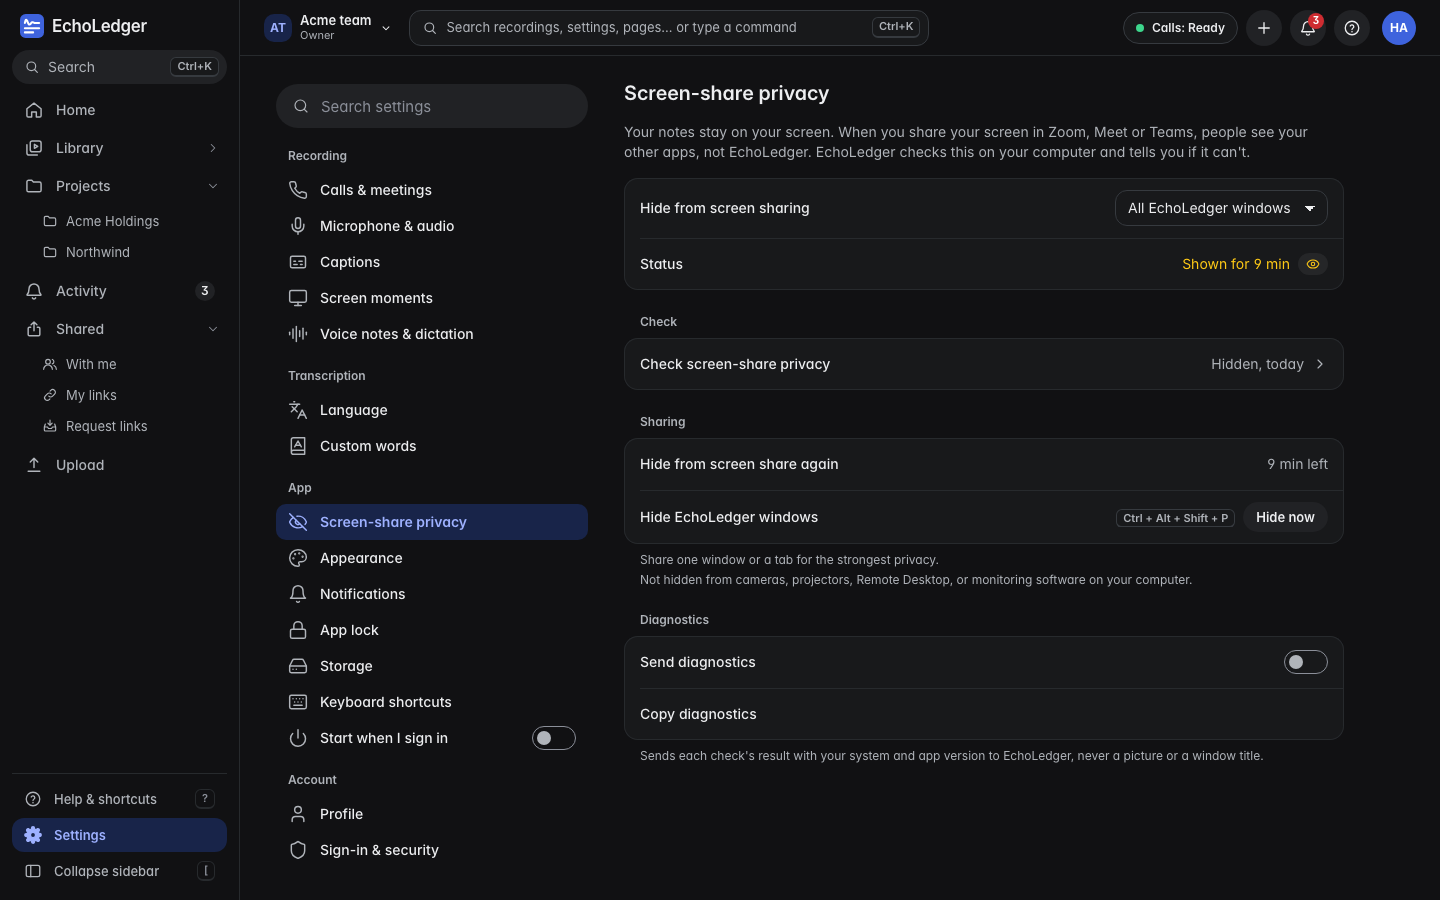 EchoLedger
Search
Ctrl+K
Home
Library
Projects
Acme Holdings
Northwind
Activity
3
Shared
With me
My links
Request links
Upload
Help & shortcuts
?
Settings
Collapse sidebar
[
AT
Acme team
Owner
Search recordings, settings, pages... or type a command
Ctrl+K
Calls: Ready
3
HA
Search settings
Recording
Calls & meetings
Microphone & audio
Captions
Screen moments
Voice notes & dictation
Transcription
Language
Custom words
App
Screen-share privacy
Appearance
Notifications
App lock
Storage
Keyboard shortcuts
Start when I sign in
Account
Profile
Sign-in & security
Screen-share privacy
Your notes stay on your screen. When you share your screen in Zoom, Meet or Teams, people see your
other apps, not EchoLedger. EchoLedger checks this on your computer and tells you if it can't.
Hide from screen sharing
All EchoLedger windows
Status
Shown for 9 min
Check
Check screen-share privacy
Hidden, today
Sharing
Hide from screen share again
9 min left
Hide EchoLedger windows
Ctrl + Alt + Shift + P
Hide now
Share one window or a tab for the strongest privacy.
Not hidden from cameras, projectors, Remote Desktop, or monitoring software on your computer.
Diagnostics
Send diagnostics
Copy diagnostics
Sends each check's result with your system and app version to EchoLedger, never a picture or a window title.